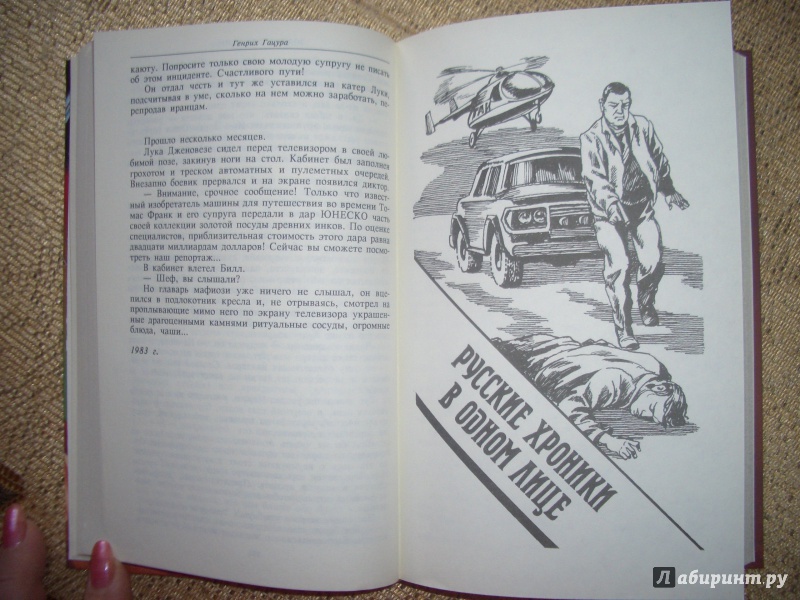 Генрих Гацура
каюту. Попросите только свою молодую супругу не писать
об этом инциденте. Счастливого пути!
Он отдал честь и тут же уставился на катер Луки,
подсчитывая в уме, сколько на нем можно заработать, пе-
репродав иранцам.
Прошло несколько месяцев.
Лука Дженовезе сидел перед телевизором в своей лю-
бимой позе, закинув ноги на стол. Кабинет был заполнен
грохотом и треском автоматных и пулеметных очередей.
Внезапно боевик прервался и на экране появился диктор.
— Внимание, срочное сообщение! Только что извест-
ный изобретатель машины для путешествия во времени То-
мас Франк и его супруга передали в дар ЮНЕСКО часть
своей коллекции золотой посуды древних инков. По оценке
специалистов, приблизительная стоимость этого дара равна
двадцати миллиардам долларов! Сейчас вы сможете посмо-
треть наш репортаж...
В кабинет влетел Билл.
— Шеф, вы слышали?
Но главарь мафиози уже ничего не слышал, он вце-
пился в подлокотник кресла и, не отрываясь, смотрел на
проплывающие мимо него по экрану телевизора украшен-
ные драгоценными камнями ритуальные сосуды, огромные
блюда, чаши...
1983 г.
ГАИ
РУССКИЕ ХРОНИКИ
В ОДНОМ ЛИЦЕ
Лабиринт.ру